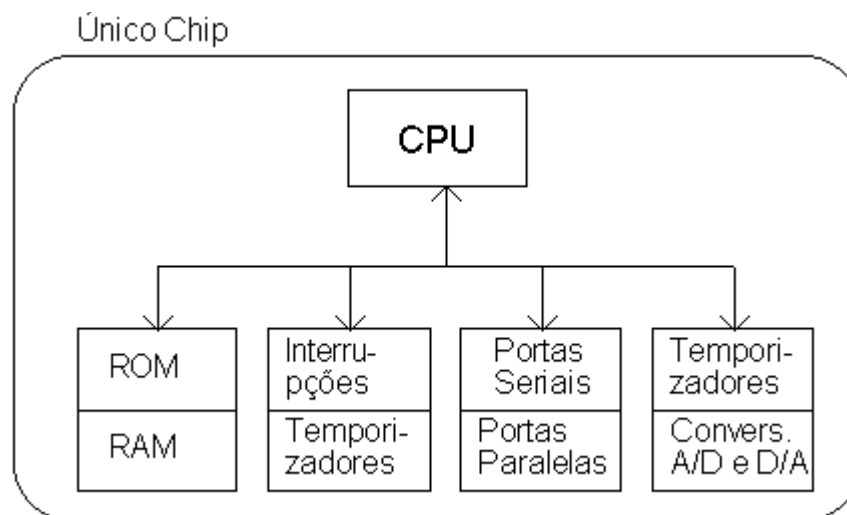 Único Chip
CPU
ROM
RAM
Interru-
pções
Tempori-
zadores
Portas
Seriais
Portas
Paralelas
Tempori-
zadores
Convers.
A/D e D/A